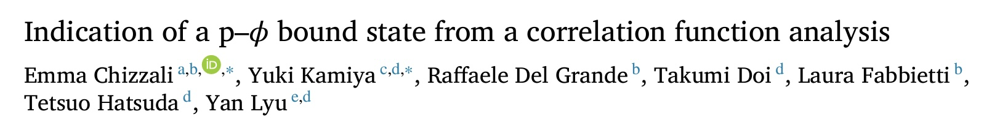 Indication of a p–ϕ bound state from a correlation function analysis
Emma Chizzali a,b, iD ,*, Yuki Kamiya c,d,*, Raffaele Del Grande b, Takumi Doi d, Laura Fabbietti b,
Tetsuo Hatsuda d, Yan Lyu e,d